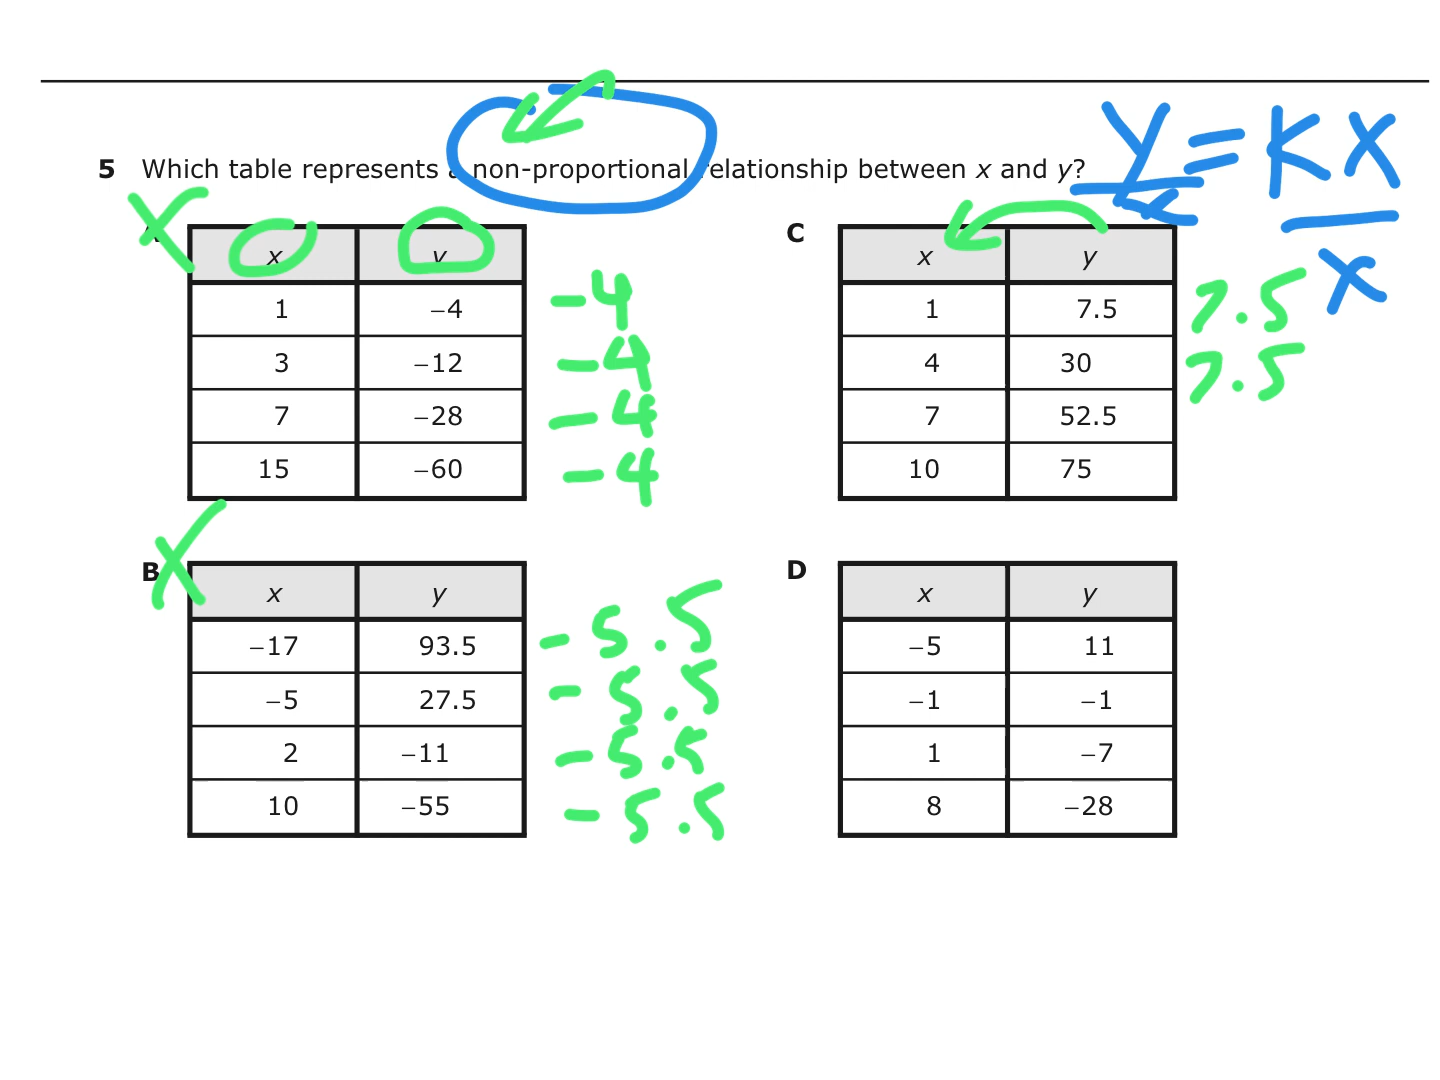 5 Which table represents a non-proportional relationship between x and y?
y = Kx
x x
A
x y
1 −4 -4
3 −12 -4
7 −28 -4
15 −60 -4
C
x y
1 7.5 7.5
4 30 7.5
7 52.5
10 75
B
x y
−17 93.5 -5.5
−5 27.5 -5.5
2 −11 -5.5
10 −55 -5.5
D
x y
−5 11
−1 −1
1 −7
8 −28